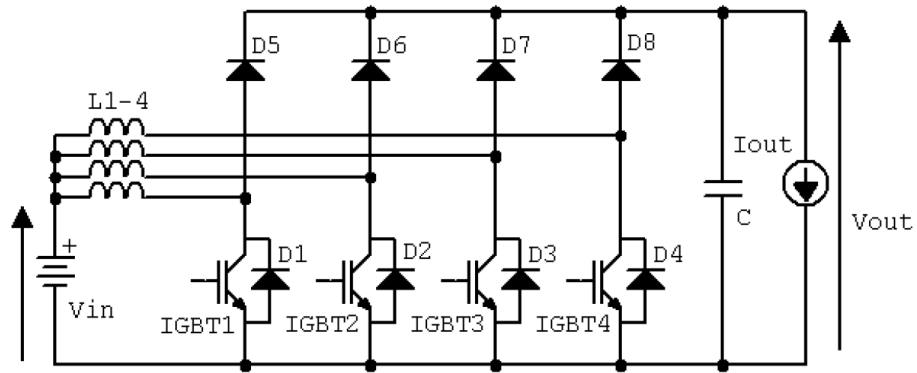 D5
D6
D7
D8
L1-4
Iout
C
Vout
+
Vin
D1
D2
D3
D4
IGBT1
IGBT2
IGBT3
IGBT4